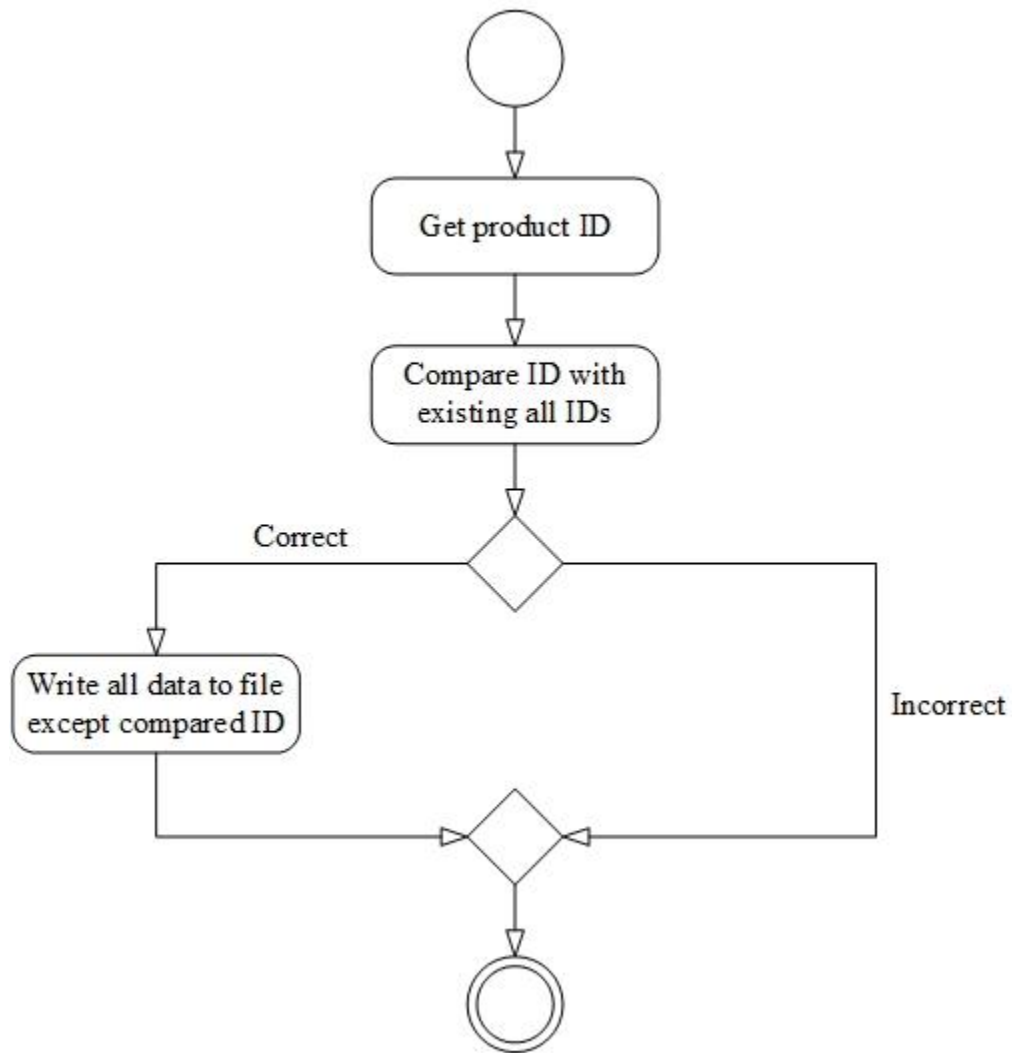 Get product ID
Compare ID with
existing all IDs
Correct
Write all data to file
except compared ID
Incorrect